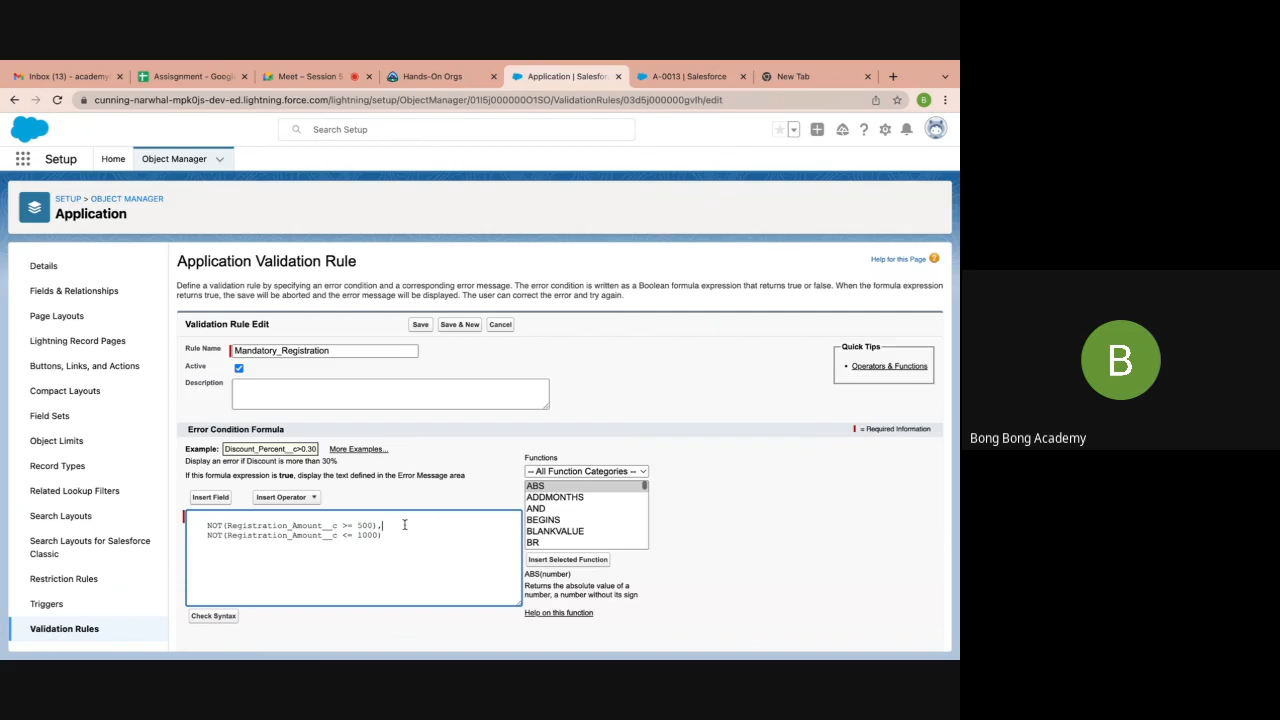 Inbox (13) - academy
Assisgnment - Google
Meet – Session 5
Hands-On Orgs
Application | Salesfor
A-0013 | Salesforce
New Tab
cunning-narwhal-mpk0js-dev-ed.lightning.force.com/lightning/setup/ObjectManager/01I5j000000O1SO/ValidationRules/03d5j000000gvlh/edit
B
Search Setup
Setup
Home
Object Manager
SETUP > OBJECT MANAGER
Application
Details
Fields & Relationships
Page Layouts
Lightning Record Pages
Buttons, Links, and Actions
Compact Layouts
Field Sets
Object Limits
Record Types
Related Lookup Filters
Search Layouts
Search Layouts for Salesforce
Classic
Restriction Rules
Triggers
Validation Rules
Application Validation Rule
Help for this Page
Define a validation rule by specifying an error condition and a corresponding error message. The error condition is written as a Boolean formula expression that returns true or false. When the formula expression
returns true, the save will be aborted and the error message will be displayed. The user can correct the error and try again.
Validation Rule Edit
Save
Save & New
Cancel
Rule Name
Mandatory_Registration
Active
Description
Quick Tips
• Operators & Functions
Error Condition Formula
= Required Information
Example: Discount_Percent__c>0.30 More Examples...
Display an error if Discount is more than 30%
If this formula expression is true, display the text defined in the Error Message area
Insert Field
Insert Operator
NOT(Registration_Amount__c >= 500),
NOT(Registration_Amount__c <= 1000)
Check Syntax
Functions
-- All Function Categories --
ABS
ADDMONTHS
AND
BEGINS
BLANKVALUE
BR
Insert Selected Function
ABS(number)
Returns the absolute value of a
number, a number without its sign
Help on this function
B
Bong Bong Academy